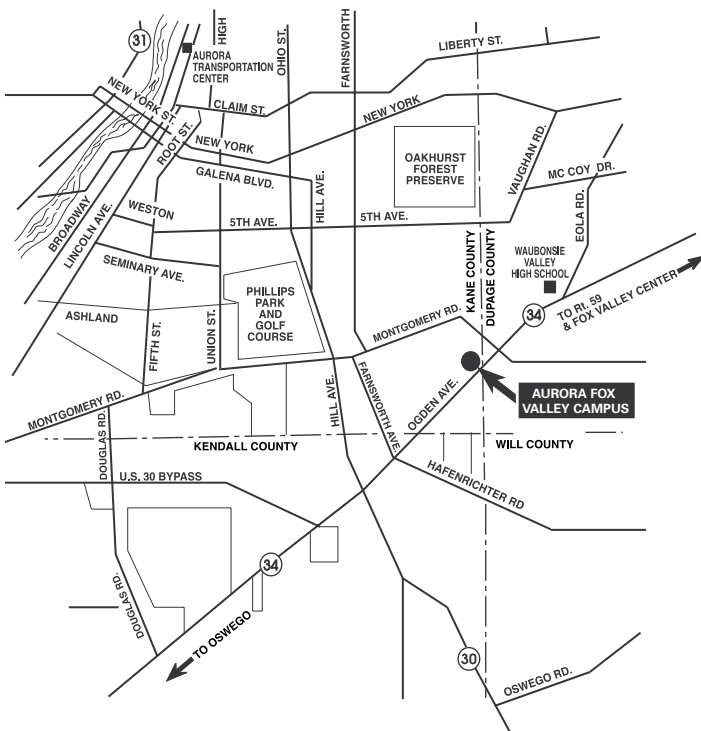 31
AURORA
TRANSPORTATION
CENTER
HIGH
OHIO ST.
FARNSWORTH
LIBERTY ST.
NEW YORK ST.
CLAIM ST.
NEW YORK
ROOT ST.
NEW YORK
OAKHURST
FOREST
PRESERVE
VAUGHAN RD.
GALENA BLVD.
HILL AVE.
MC COY DR.
EOLA RD.
WESTON
5TH AVE.
5TH AVE.
BROADWAY
LINCOLN AVE.
SEMINARY AVE.
KANE COUNTY
DUPAGE COUNTY
WAUBONSIE
VALLEY
HIGH SCHOOL
PHILLIPS
PARK
AND
GOLF
COURSE
34
TO Rt. 59
& FOX VALLEY CENTER
ASHLAND
FIFTH ST.
UNION ST.
MONTGOMERY RD.
MONTGOMERY RD.
HILL AVE.
FARNSWORTH AVE.
OGDEN AVE.
AURORA FOX
VALLEY CAMPUS
DOUGLAS RD.
KENDALL COUNTY
WILL COUNTY
U.S. 30 BYPASS
HAFENRICHTER RD
34
DOUGLAS RD.
TO OSWEGO
30
OSWEGO RD.